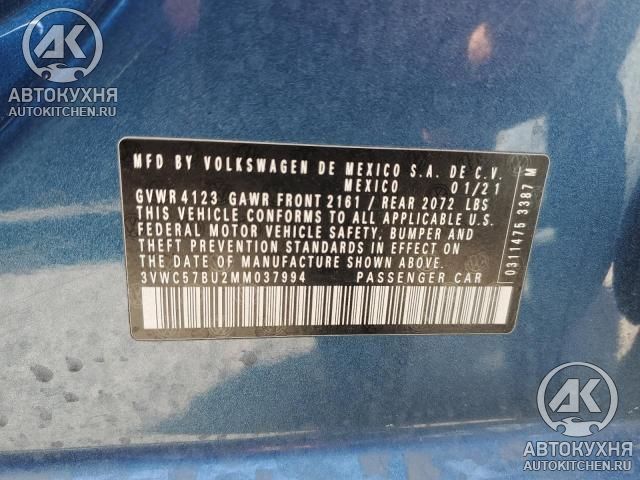 АК
АВТОКУХНЯ
AUTOKITCHEN.RU
MFD BY VOLKSWAGEN DE MEXICO S.A. DE C.V.
MEXICO 01/21
GVWR 4123 GAWR FRONT 2161 / REAR 2072 LBS
THIS VEHICLE CONFORMS TO ALL APPLICABLE U.S.
FEDERAL MOTOR VEHICLE SAFETY, BUMPER AND
THEFT PREVENTION STANDARDS IN EFFECT ON
THE DATE OF MANUFACTURE SHOWN ABOVE.
3VWC57BU2MM037994 PASSENGER CAR
0311475 3387 M
АК
АВТОКУХНЯ
AUTOKITCHEN.RU